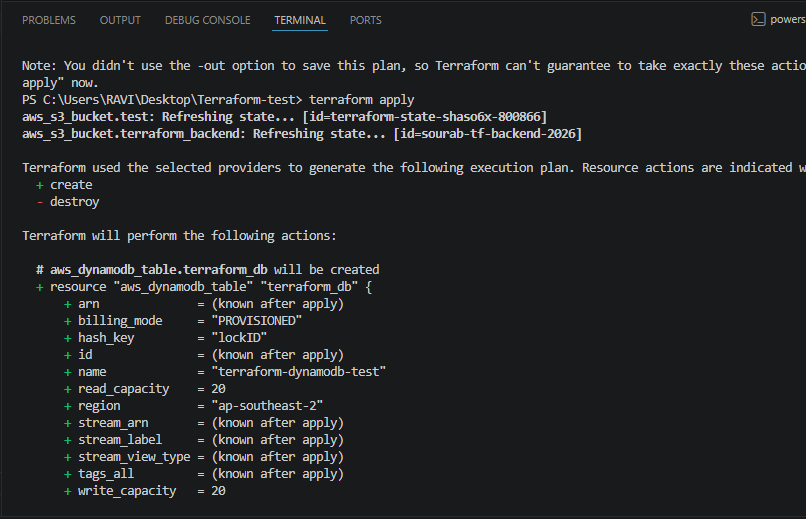 PROBLEMS OUTPUT DEBUG CONSOLE TERMINAL PORTS powers
Note: You didn't use the -out option to save this plan, so Terraform can't guarantee to take exactly these actio
apply" now.
PS C:\Users\RAVI\Desktop\Terraform-test> terraform apply
aws_s3_bucket.test: Refreshing state... [id=terraform-state-shaso6x-800866]
aws_s3_bucket.terraform_backend: Refreshing state... [id=sourab-tf-backend-2026]
Terraform used the selected providers to generate the following execution plan. Resource actions are indicated w
+ create
- destroy
Terraform will perform the following actions:
# aws_dynamodb_table.terraform_db will be created
+ resource "aws_dynamodb_table" "terraform_db" {
+ arn = (known after apply)
+ billing_mode = "PROVISIONED"
+ hash_key = "lockID"
+ id = (known after apply)
+ name = "terraform-dynamodb-test"
+ read_capacity = 20
+ region = "ap-southeast-2"
+ stream_arn = (known after apply)
+ stream_label = (known after apply)
+ stream_view_type = (known after apply)
+ tags_all = (known after apply)
+ write_capacity = 20